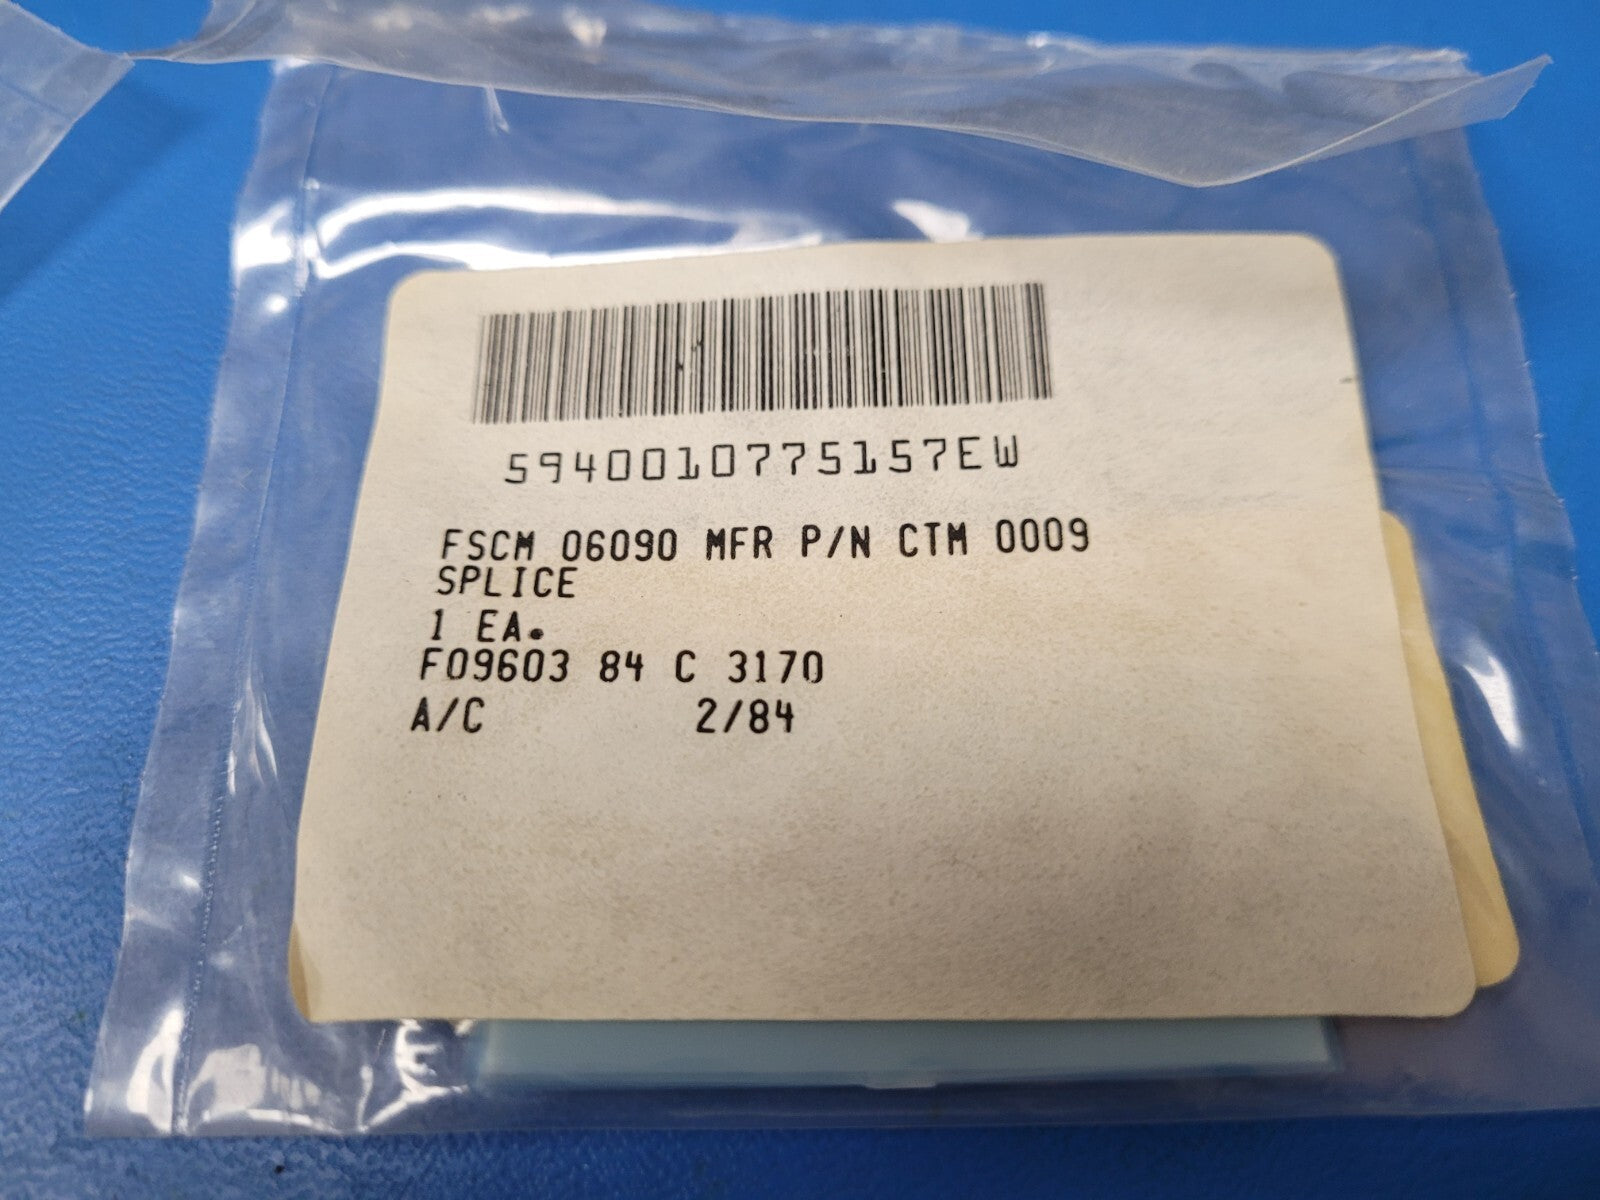 5940010775157EW
FSCM 06090 MFR P/N CTM 0009
SPLICE
1 EA.
F09603 84 C 3170
A/C 2/84